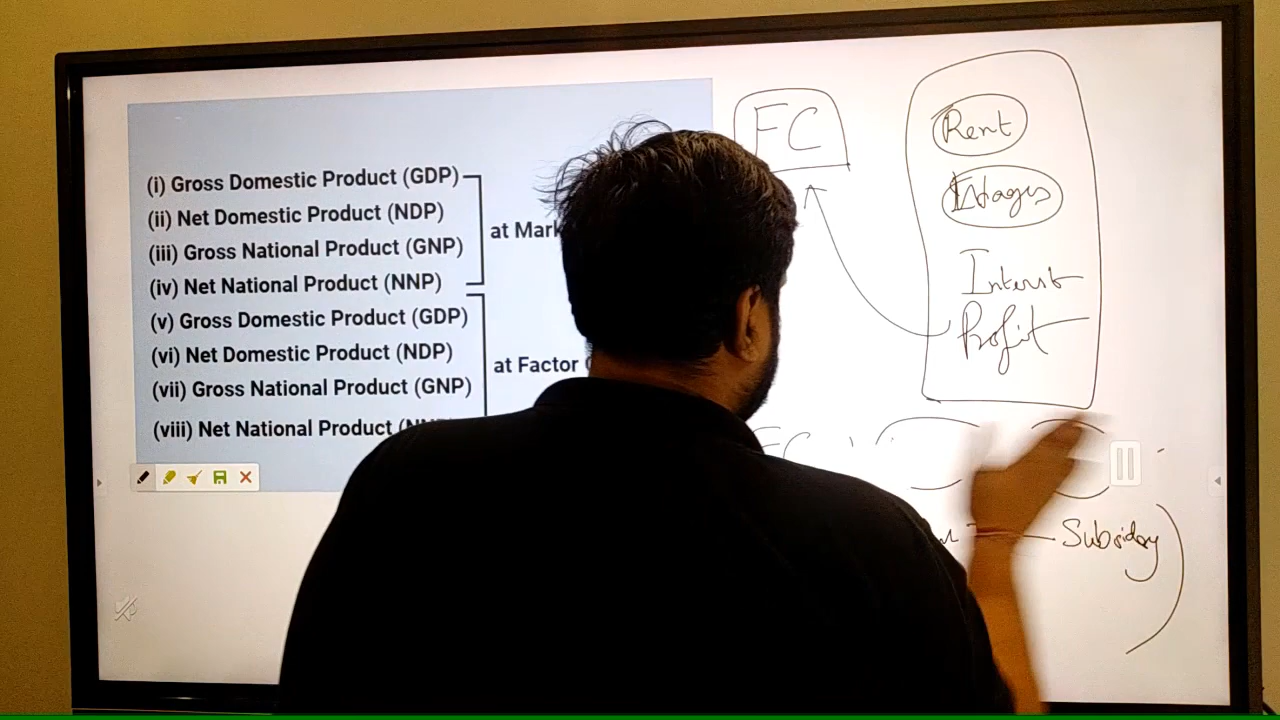 (i) Gross Domestic Product (GDP)
(ii) Net Domestic Product (NDP)
(iii) Gross National Product (GNP)
(iv) Net National Product (NNP)
at Mark
(v) Gross Domestic Product (GDP)
(vi) Net Domestic Product (NDP)
(vii) Gross National Product (GNP)
(viii) Net National Product
at Factor
FC
Rent
Wages
Interest
Profit
FC
Subsidy